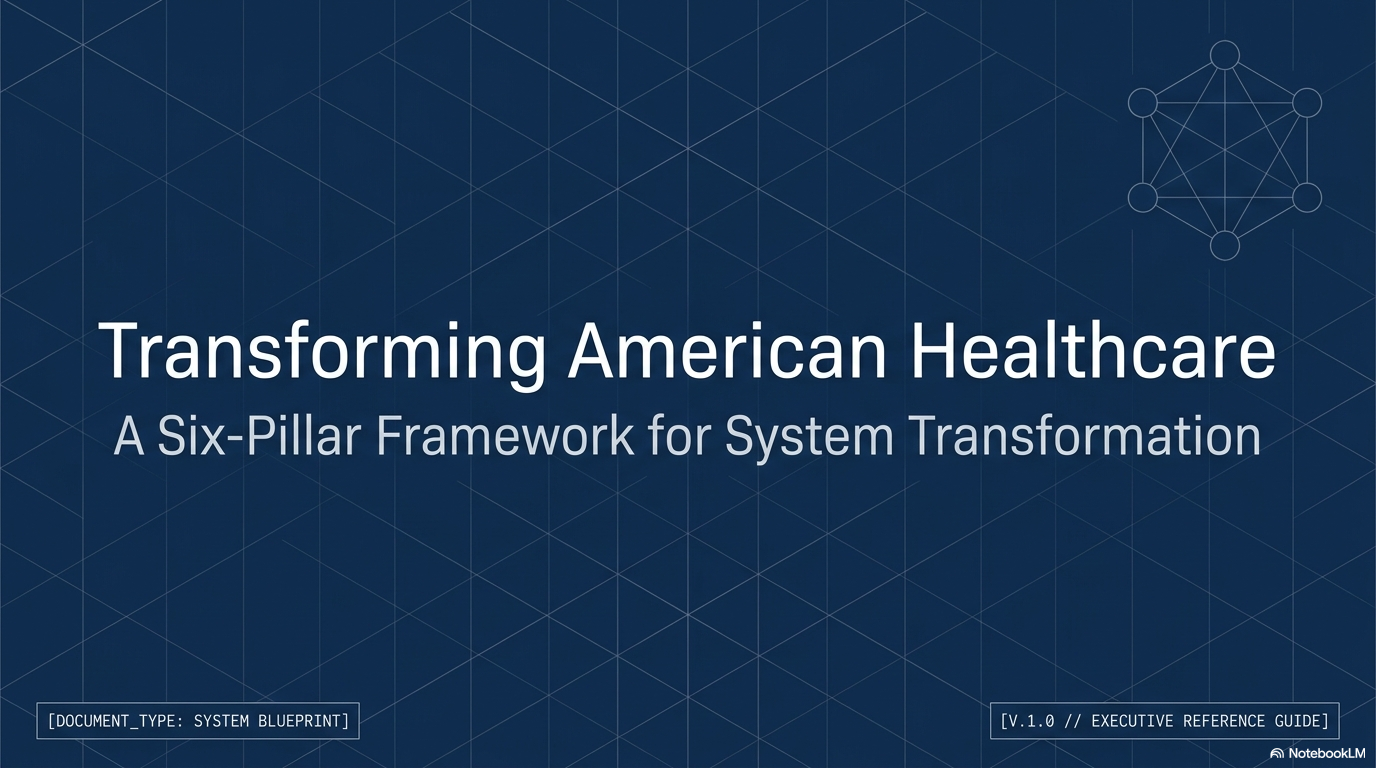 Transforming American Healthcare
A Six-Pillar Framework for System Transformation
[DOCUMENT_TYPE: SYSTEM BLUEPRINT]
[V.1.0 // EXECUTIVE REFERENCE GUIDE]
NotebookLM